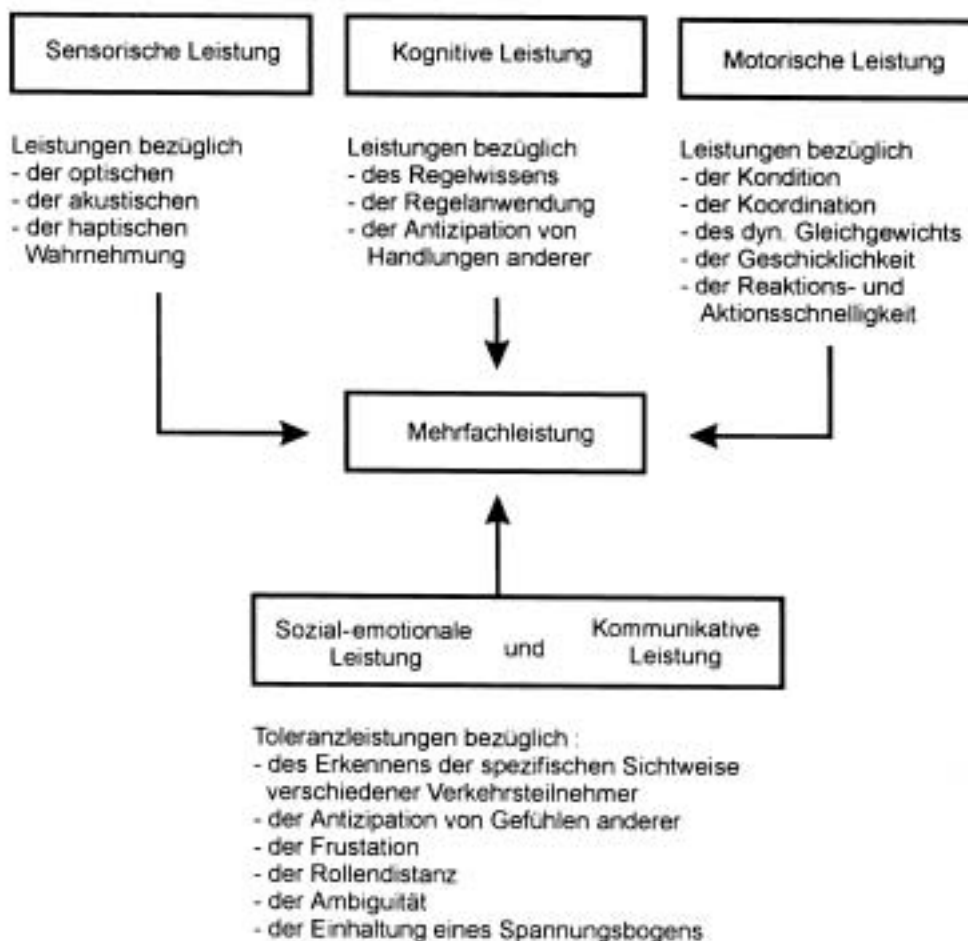 Sensorische Leistung
Kognitive Leistung
Motorische Leistung
Leistungen bezüglich
- der optischen
- der akustischen
- der haptischen
Wahrnehmung
Leistungen bezüglich
- des Regelwissens
- der Regelanwendung
- der Antizipation von
Handlungen anderer
Leistungen bezüglich
- der Kondition
- der Koordination
- des dyn. Gleichgewichts
- der Geschicklichkeit
- der Reaktions- und
Aktionsschnelligkeit
Mehrfachleistung
Sozial-emotionale
Leistung
und
Kommunikative
Leistung
Toleranzleistungen bezüglich :
- des Erkennens der spezifischen Sichtweise
verschiedener Verkehrsteilnehmer
- der Antizipation von Gefühlen anderer
- der Frustation
- der Rollendistanz
- der Ambiguität
- der Einhaltung eines Spannungsbogens